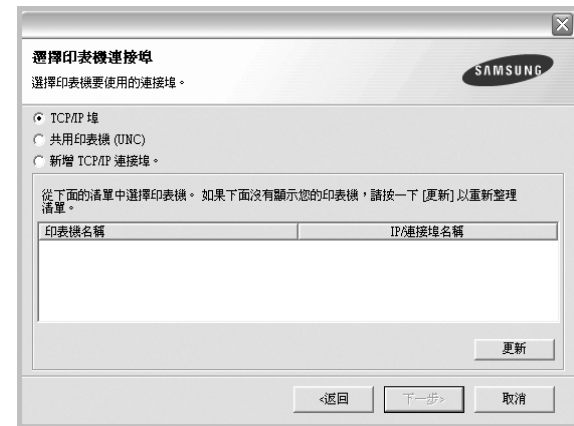 選擇印表機連接埠
選擇印表機要使用的連接埠。
SAMSUNG
TCP/IP 埠
共用印表機 (UNC)
新增 TCP/IP 連接埠。
從下面的清單中選擇印表機。如果下面沒有顯示您的印表機，請按一下 [更新] 以重新整理
清單。
印表機名稱 IP/連接埠名稱
更新
<返回 下一步> 取消